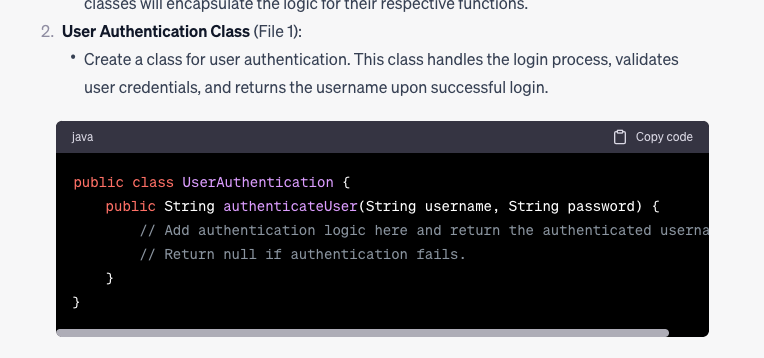 classes will encapsulate the logic for their respective functions.
2. User Authentication Class (File 1):
• Create a class for user authentication. This class handles the login process, validates
user credentials, and returns the username upon successful login.
java Copy code
public class UserAuthentication {
    public String authenticateUser(String username, String password) {
        // Add authentication logic here and return the authenticated userna
        // Return null if authentication fails.
    }
}